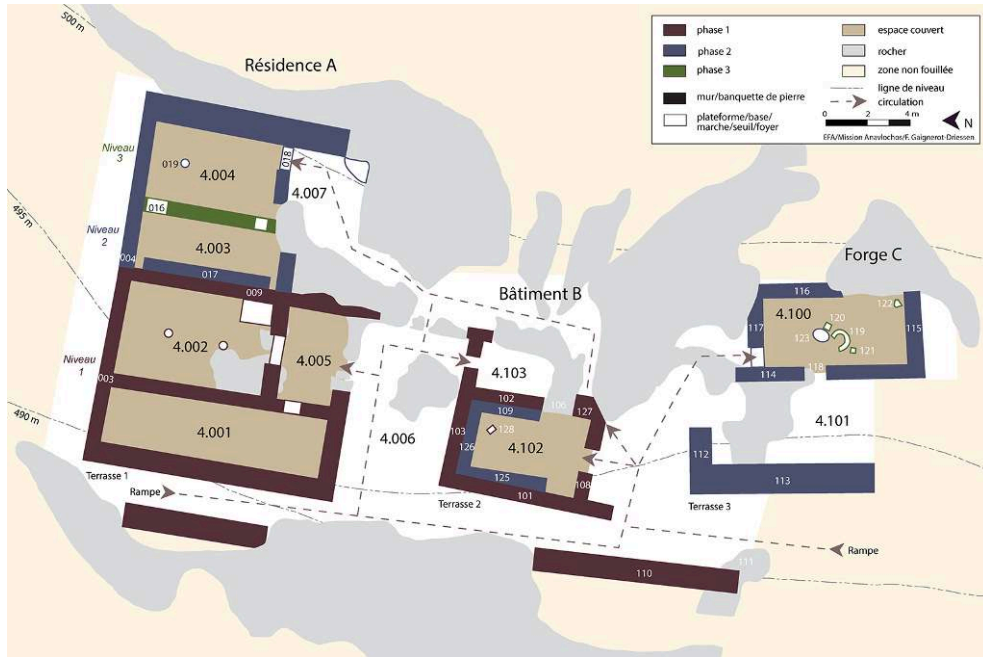 500 m
Résidence A
phase 1
phase 2
phase 3
mur/banquette de pierre
plateforme/base/
marche/seuil/foyer
espace couvert
rocher
zone non fouillée
ligne de niveau
circulation
0 2 4 m
N
EFA/Mission Anavlochos/F. Gaignerot-Driessen
Niveau
3
019
4.004
018
4.007
016
495 m
Niveau
2
4.003
004
017
009
Forge C
Bâtiment B
116
122
4.100
120
117
123
119
115
121
4.002
4.005
Niveau
1
003
4.103
114
118
102
106
109
127
4.101
4.006
103
128
4.102
126
112
490 m
4.001
125
108
113
101
Terrasse 1
Terrasse 2
Terrasse 3
Rampe
Rampe
111
110